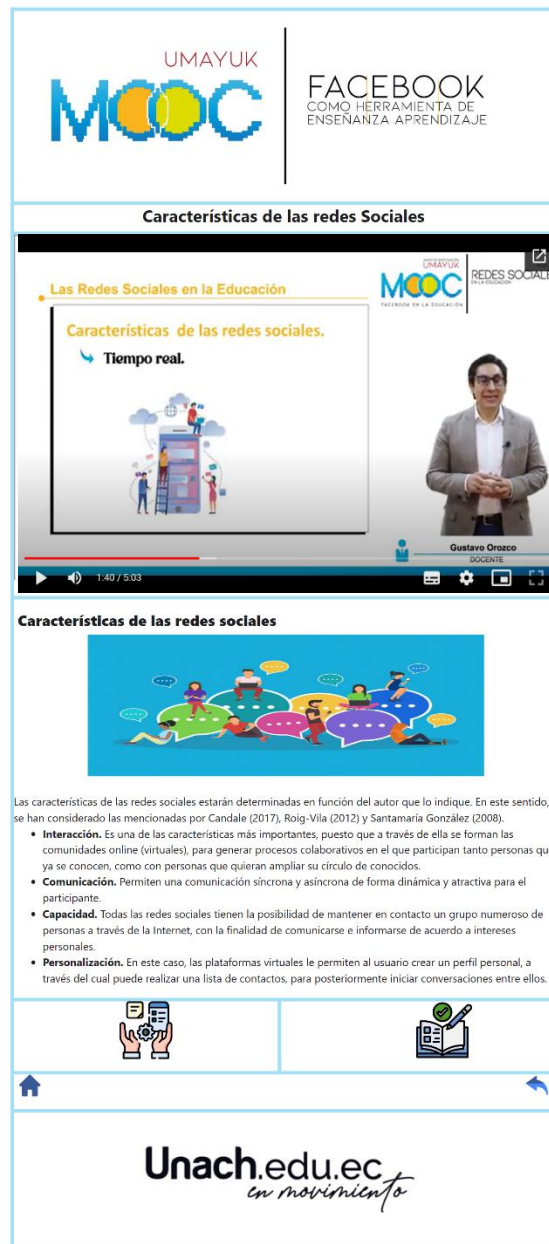 UMAYUK
MOOC
FACEBOOK
COMO HERRAMIENTA DE
ENSEÑANZA APRENDIZAJE
Características de las redes Sociales
Las Redes Sociales en la Educación
UMAYUK
MOOC
FACEBOOK EN LA EDUCACIÓN
REDES SOCIALE
EN LA EDUCACIÓN
Características de las redes sociales.
Tiempo real.
Gustavo Orozco
DOCENTE
1:40 / 5:03
Características de las redes sociales
Las características de las redes sociales estarán determinadas en función del autor que lo indique. En este sentido,
se han considerado las mencionadas por Candale (2017), Roig-Vila (2012) y Santamaría González (2008).
• Interacción. Es una de las características más importantes, puesto que a través de ella se forman las
comunidades online (virtuales), para generar procesos colaborativos en el que participan tanto personas qu
ya se conocen, como con personas que quieran ampliar su círculo de conocidos.
• Comunicación. Permiten una comunicación síncrona y asíncrona de forma dinámica y atractiva para el
participante.
• Capacidad. Todas las redes sociales tienen la posibilidad de mantener en contacto un grupo numeroso de
personas a través de la Internet, con la finalidad de comunicarse e informarse de acuerdo a intereses
personales.
• Personalización. En este caso, las plataformas virtuales le permiten al usuario crear un perfil personal, a
través del cual puede realizar una lista de contactos, para posteriormente iniciar conversaciones entre ellos.
Unach.edu.ec
en movimiento